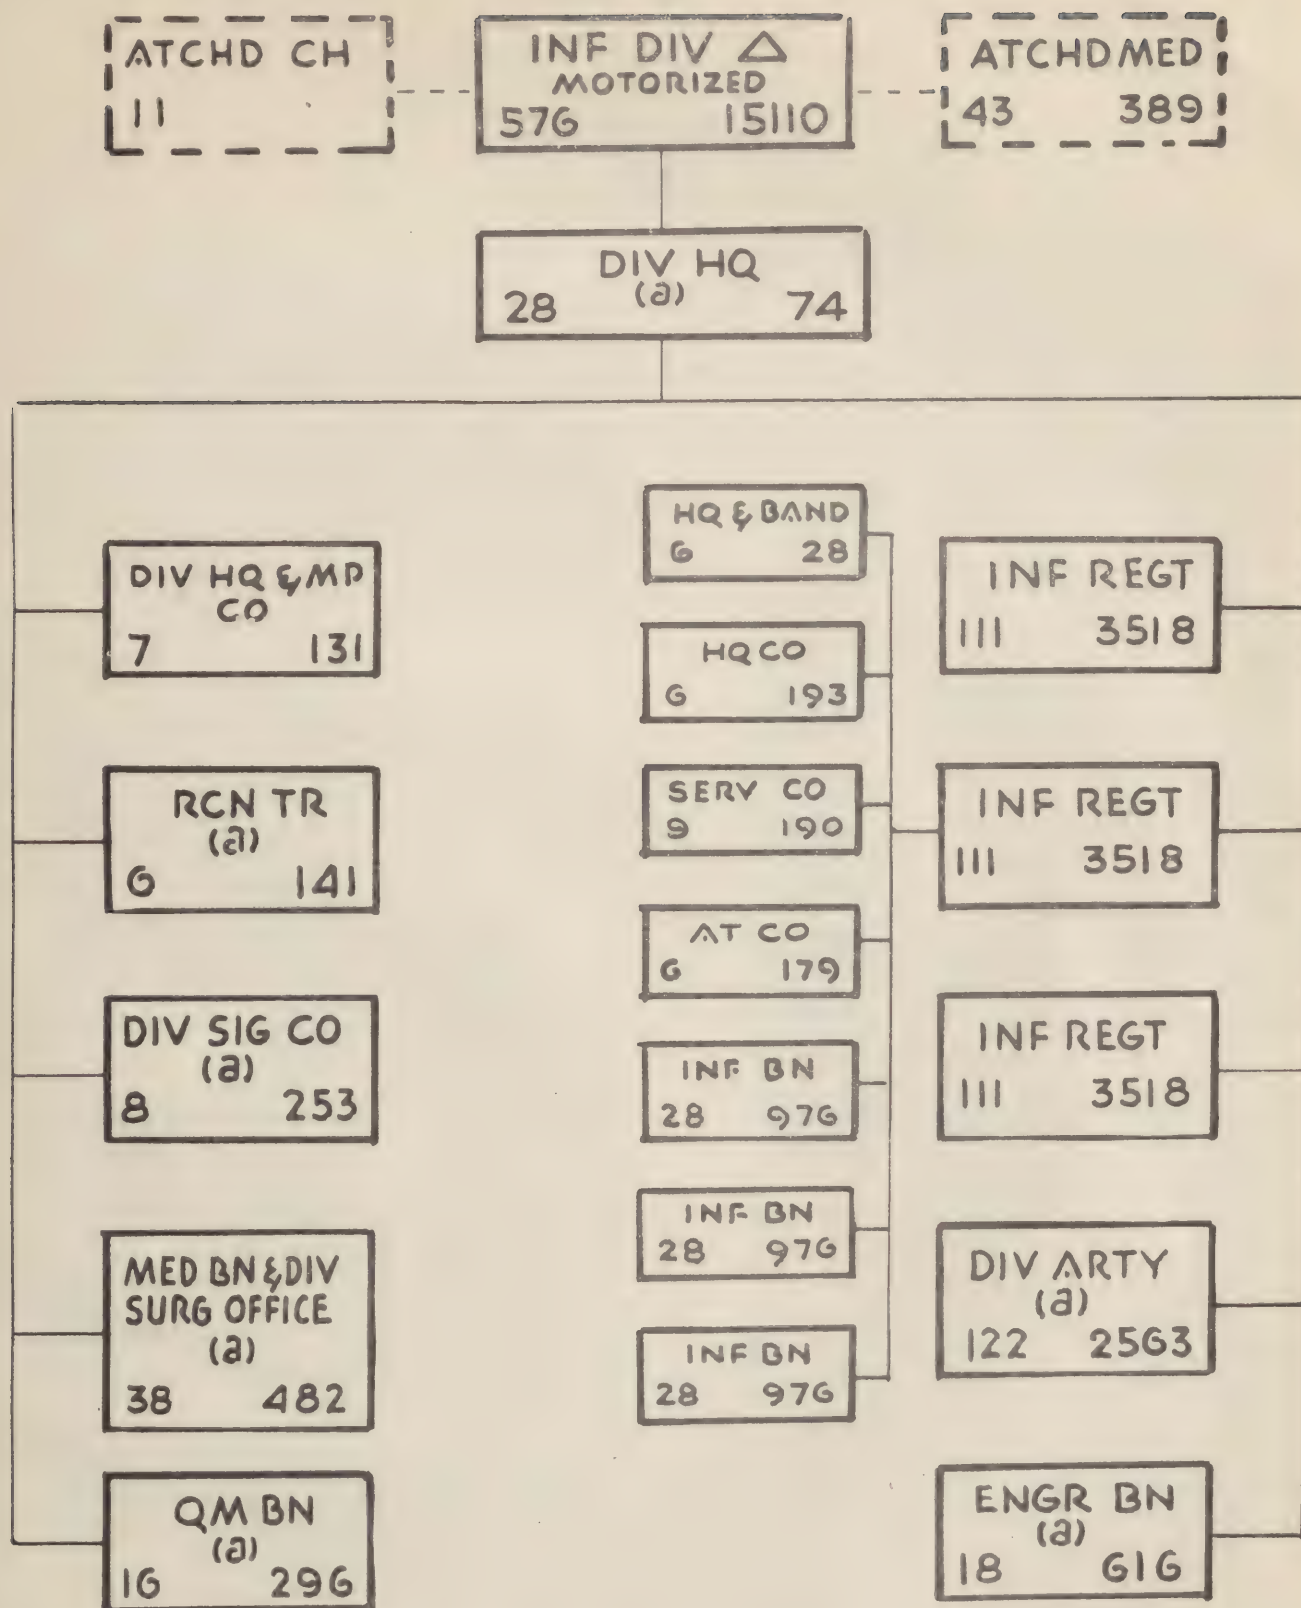 ATCHD CH
11
INF DIV △
MOTORIZED
576 15110
ATCHD MED
43 389
DIV HQ
(a)
28 74
DIV HQ & MP
CO
7 131
RCN TR
(a)
6 141
DIV SIG CO
(a)
8 253
MED BN & DIV
SURG OFFICE
(a)
38 482
QM BN
(a)
16 296
HQ & BAND
6 28
HQ CO
6 193
SERV CO
9 190
AT CO
6 179
INF BN
28 976
INF BN
28 976
INF BN
28 976
INF REGT
111 3518
INF REGT
111 3518
INF REGT
111 3518
DIV ARTY
(a)
122 2563
ENGR BN
(a)
18 616